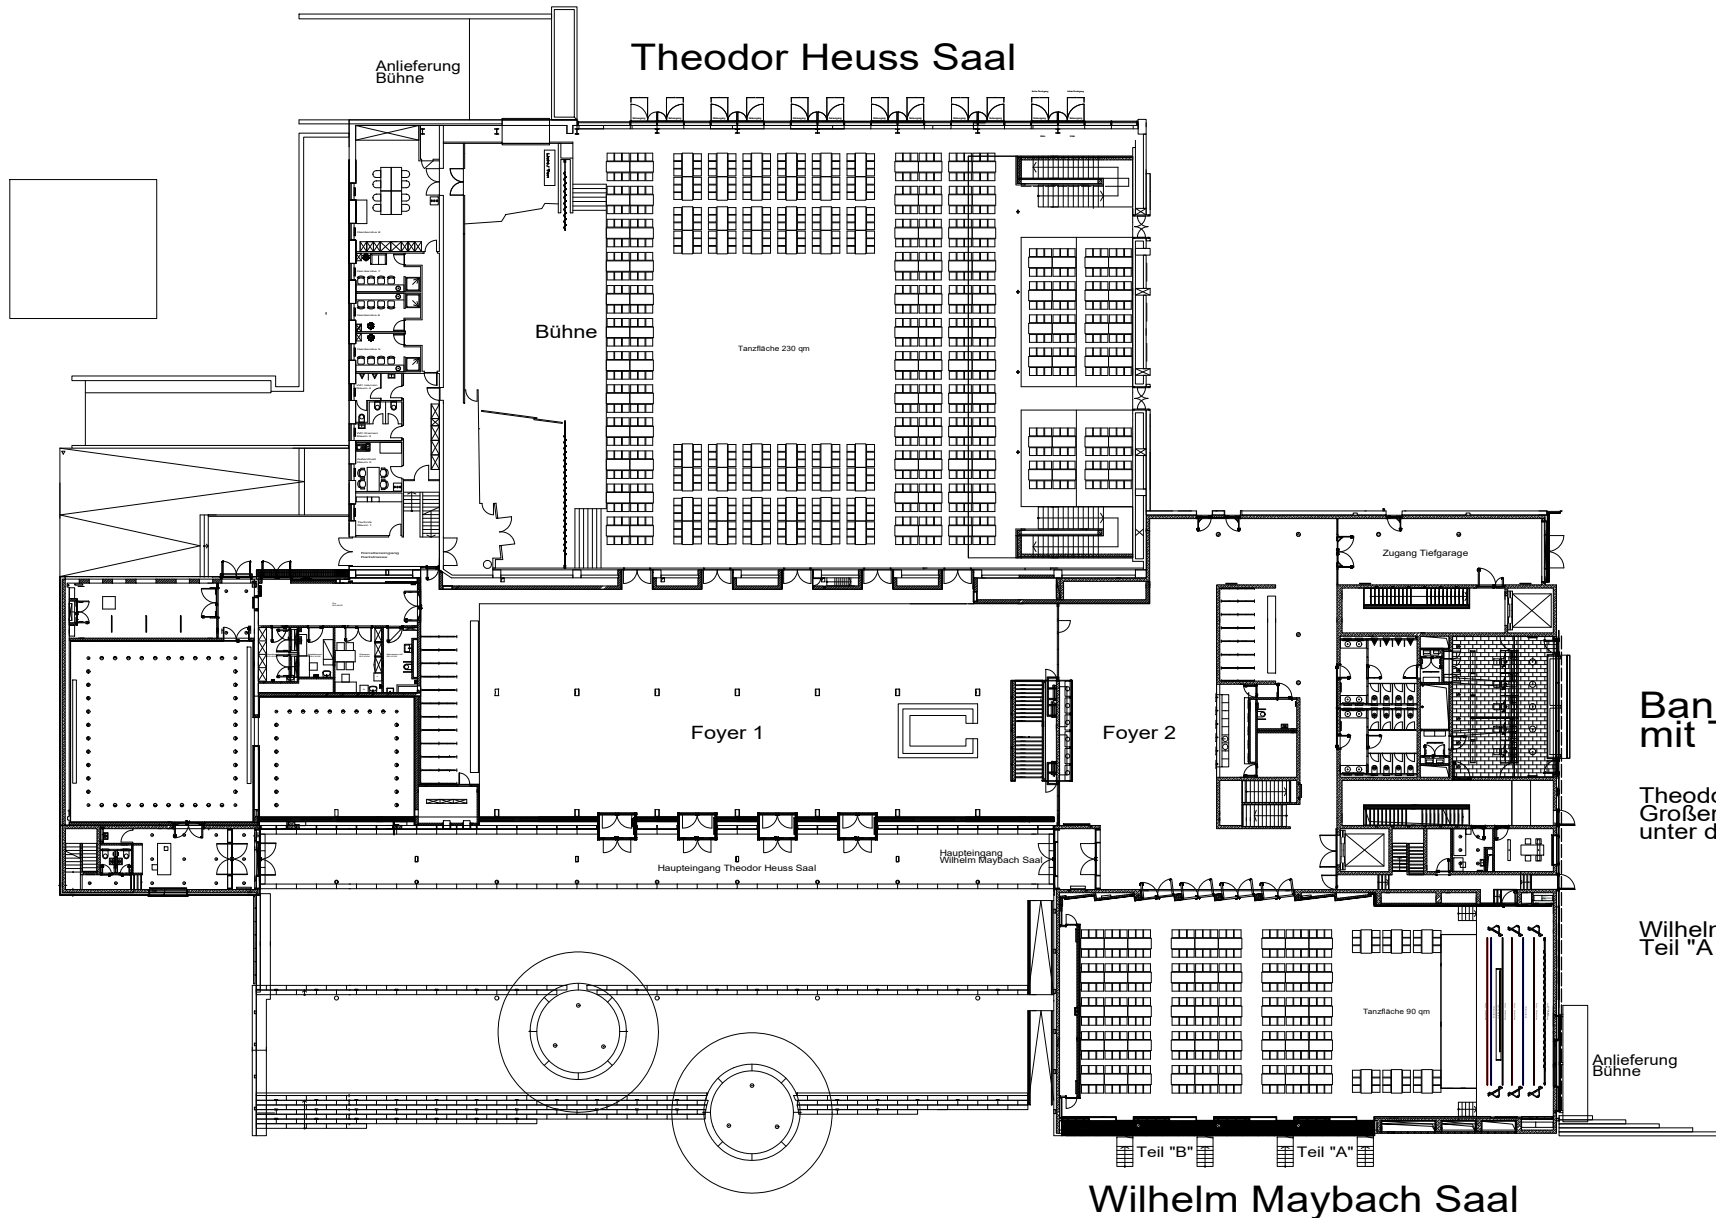 Theodor Heuss Saal
Anlieferung
Bühne
Bühne
Tanzfläche 230 qm
Zugang Tiefgarage
Foyer 1
Foyer 2
Ban
mit
Theod
Großer
unter d
Haupteingang Theodor Heuss Saal
Haupteingang
Wilhelm Maybach Saal
Wilhelm
Teil "A
Tanzfläche 90 qm
Anlieferung
Bühne
Teil "B"
Teil "A"
Wilhelm Maybach Saal